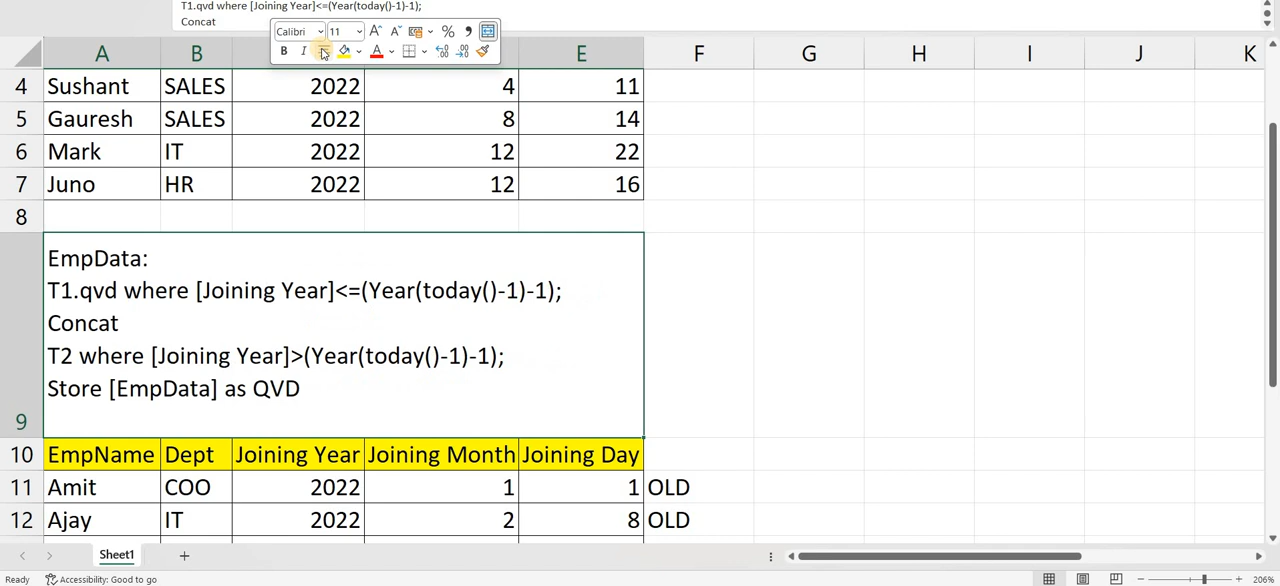 T1.qvd where [Joining Year]<=(Year(today()-1)-1);
Concat
Calibri 11 A A % 9
B I A
A B E F G H I J K
4 Sushant SALES 2022 4 11
5 Gauresh SALES 2022 8 14
6 Mark IT 2022 12 22
7 Juno HR 2022 12 16
8
EmpData:
T1.qvd where [Joining Year]<=(Year(today()-1)-1);
Concat
T2 where [Joining Year]>(Year(today()-1)-1);
Store [EmpData] as QVD
9
10 EmpName Dept Joining Year Joining Month Joining Day
11 Amit COO 2022 1 1 OLD
12 Ajay IT 2022 2 8 OLD
Sheet1
Ready Accessibility: Good to go 206%